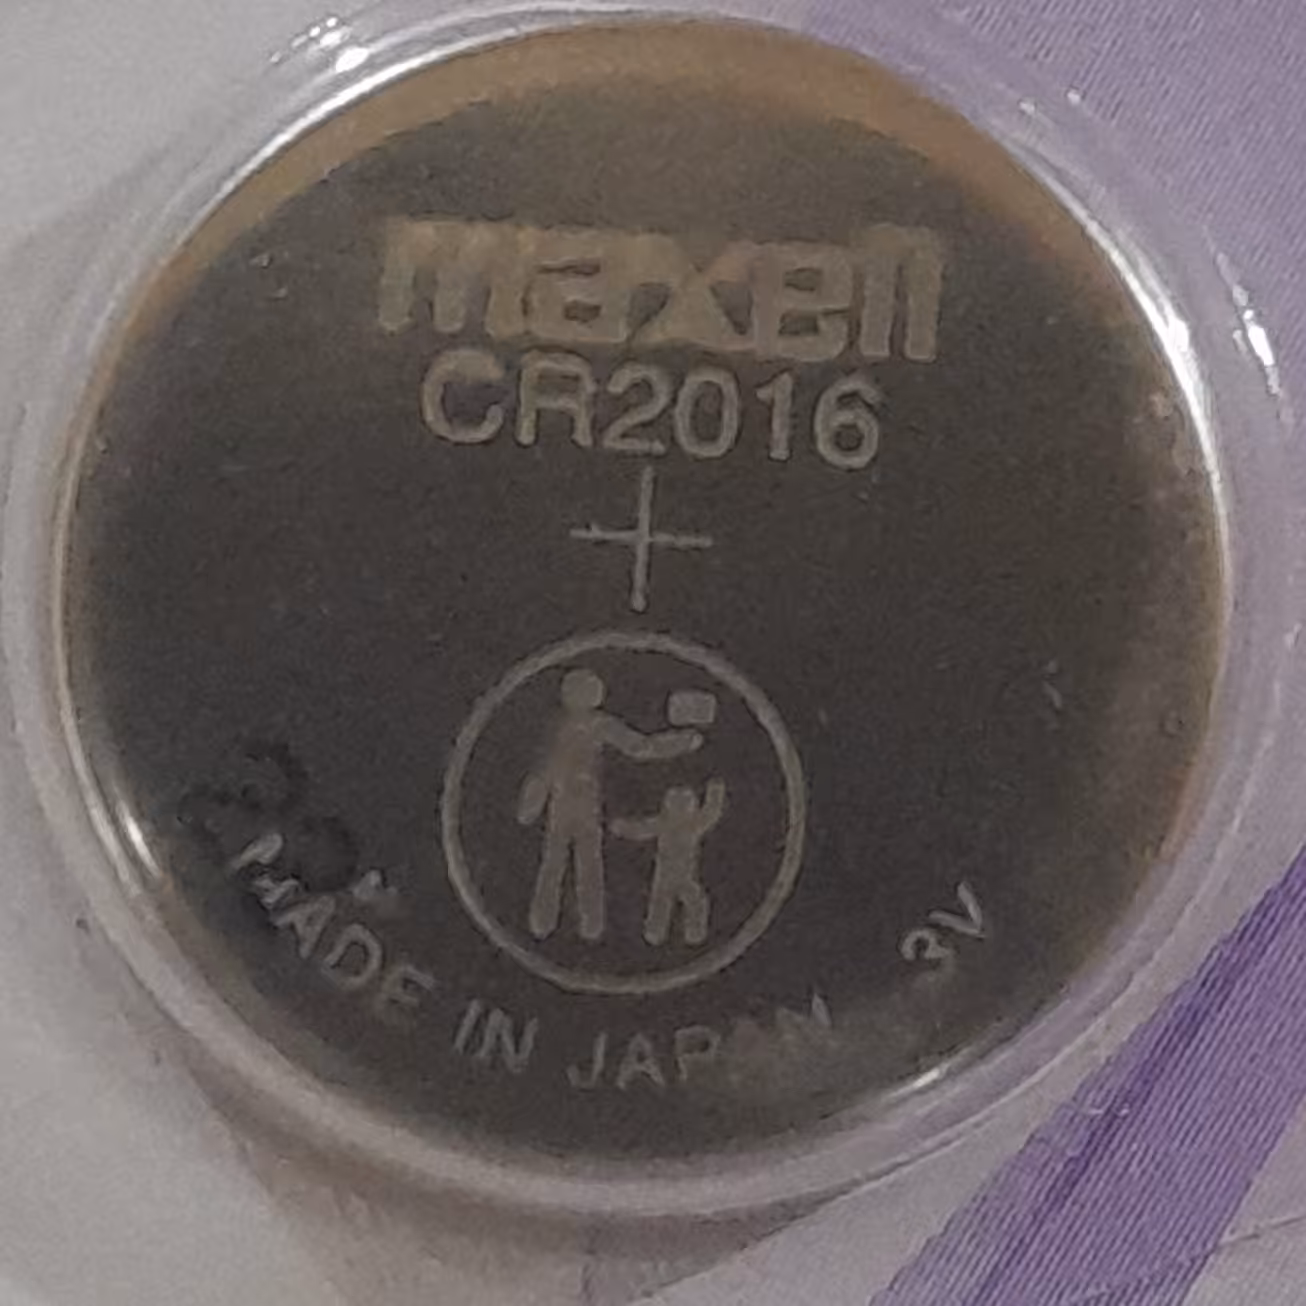 maxell
CR2016
+
MADE IN JAPAN 3V